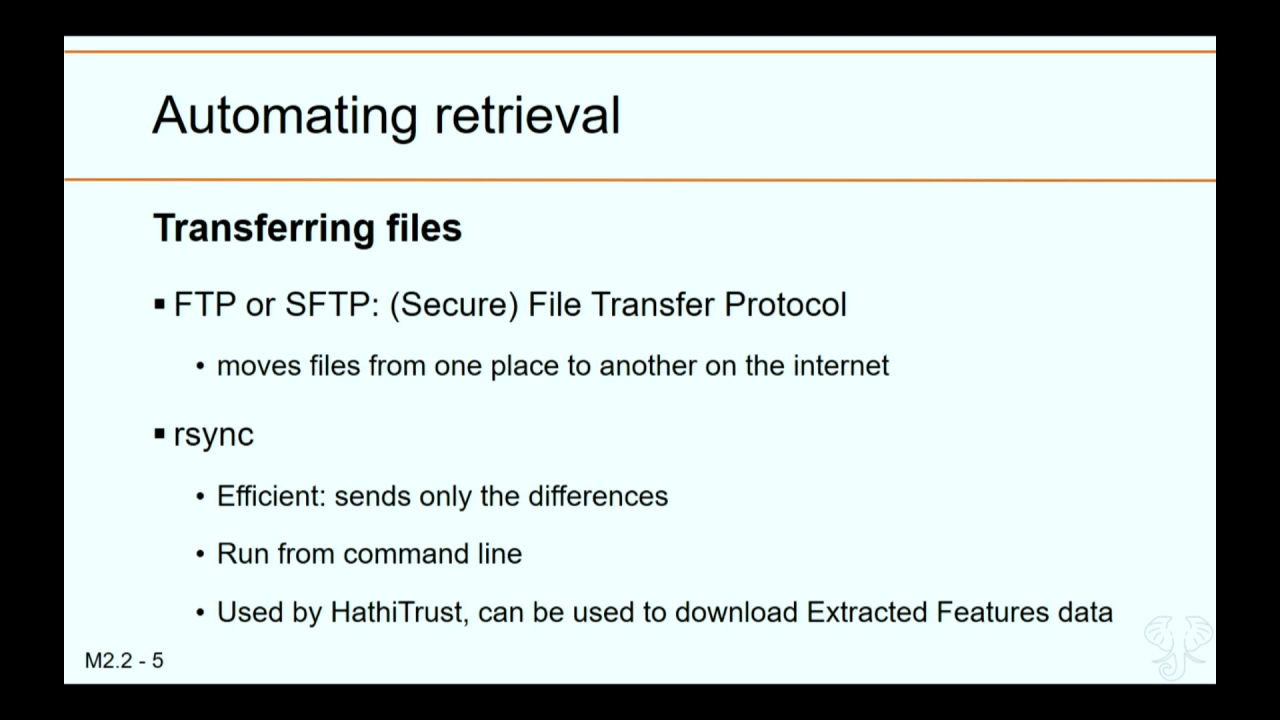 Automating retrieval
Transferring files
▪ FTP or SFTP: (Secure) File Transfer Protocol
• moves files from one place to another on the internet
▪ rsync
• Efficient: sends only the differences
• Run from command line
• Used by HathiTrust, can be used to download Extracted Features data
M2.2 - 5